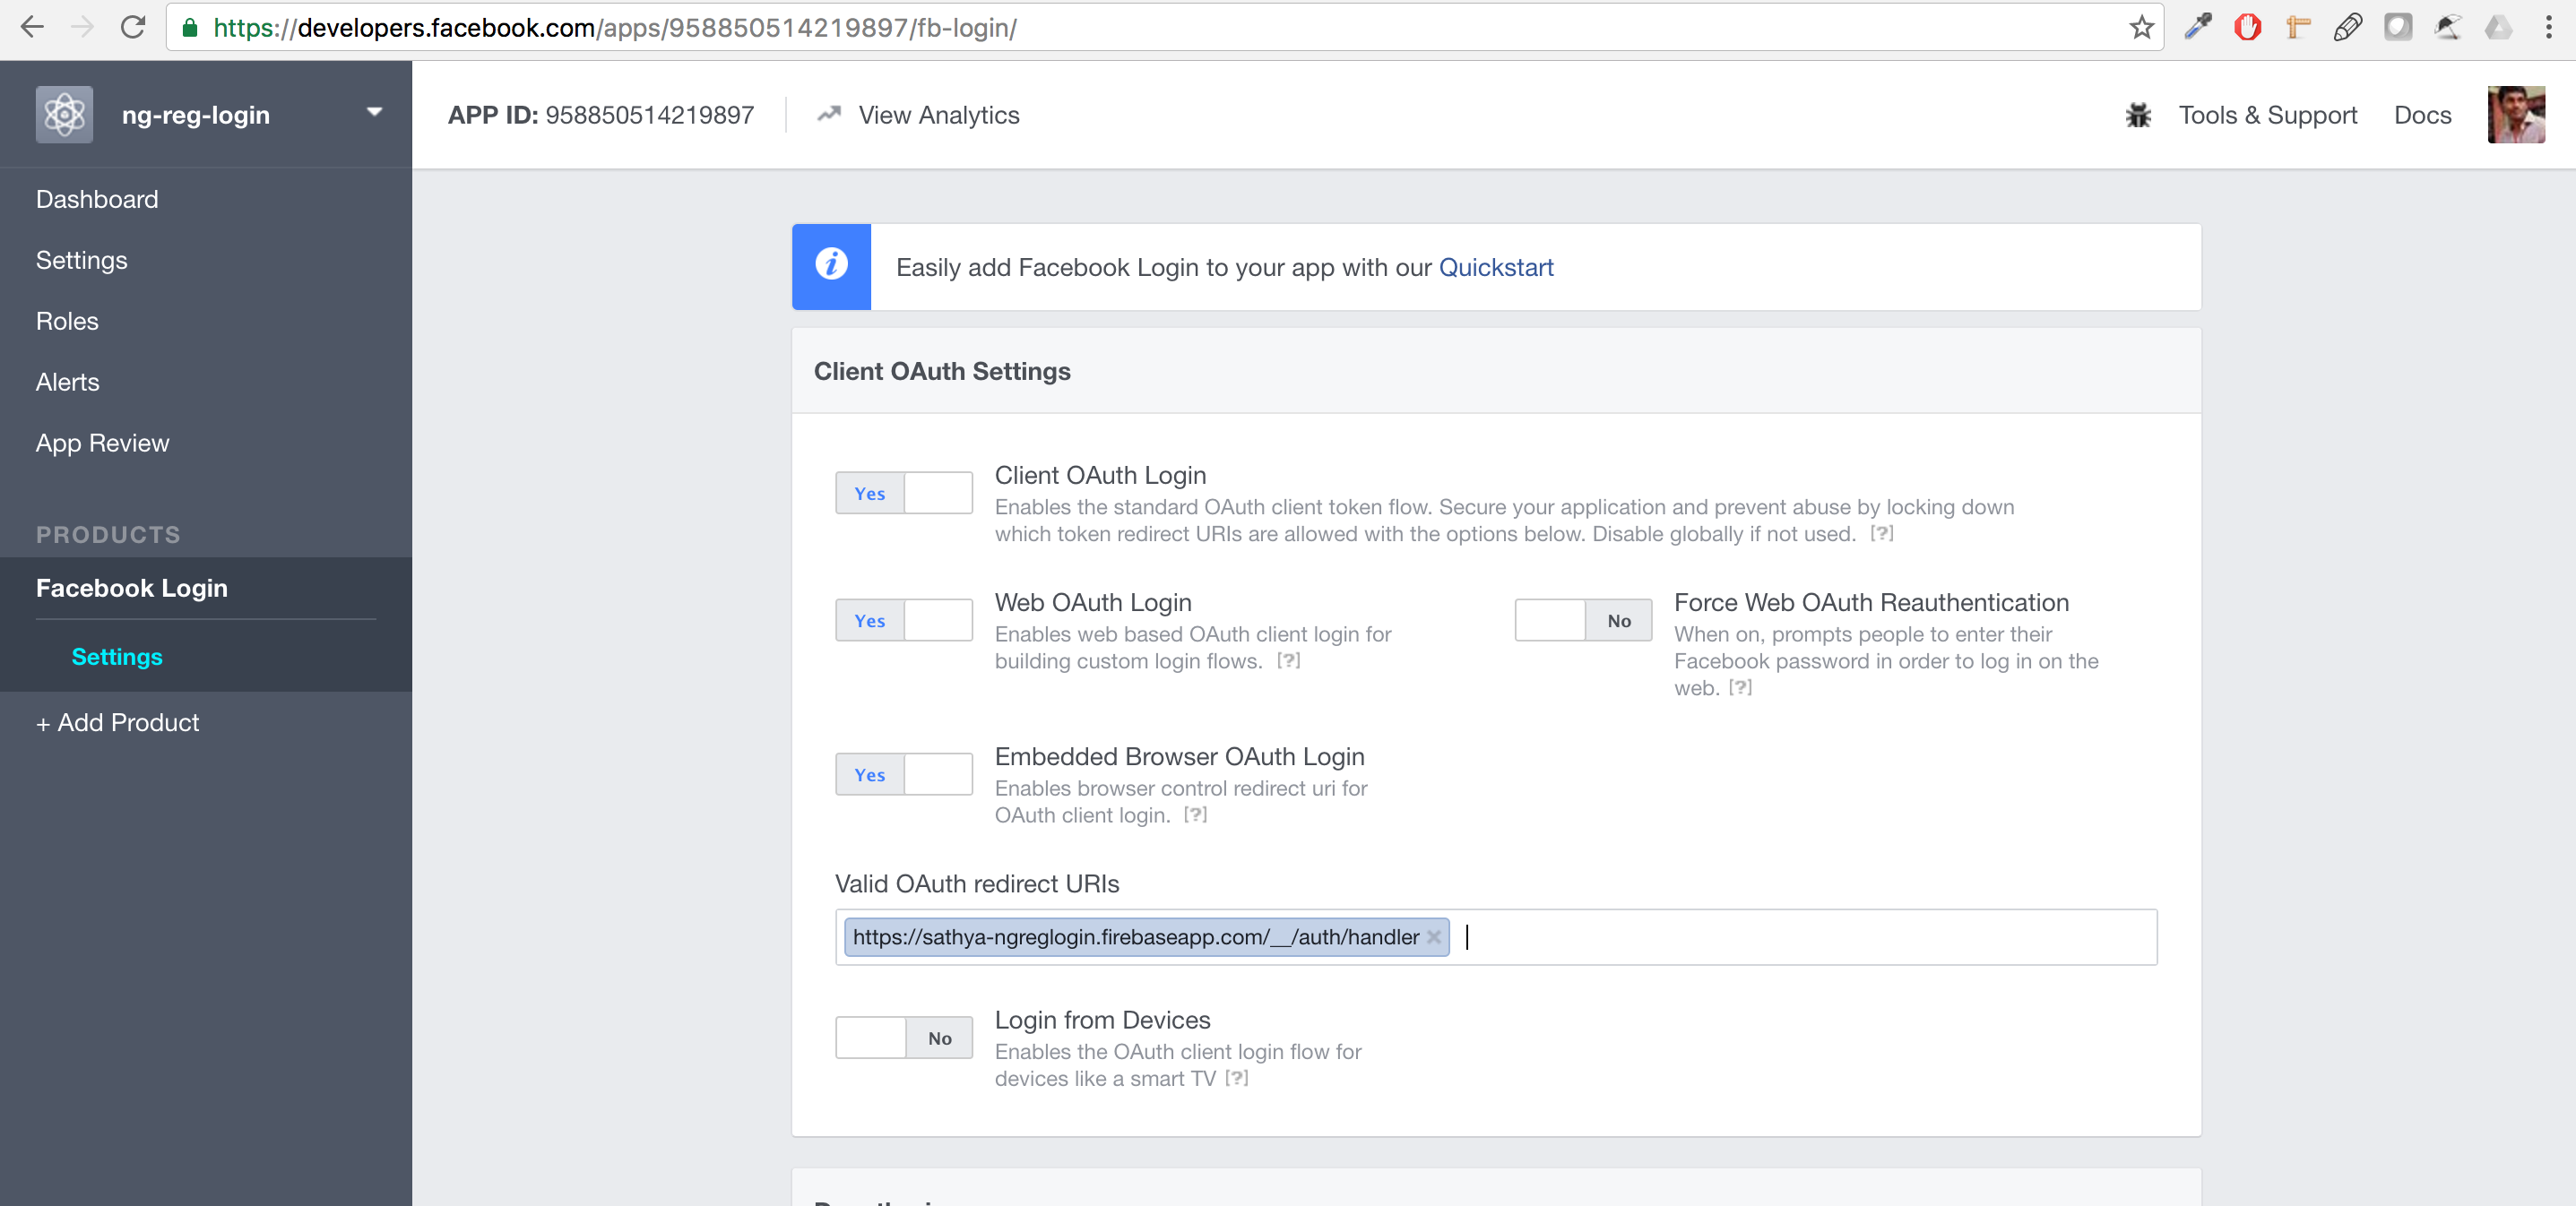 https://developers.facebook.com/apps/958850514219897/fb-login/
ng-reg-login
APP ID: 958850514219897
View Analytics
Tools & Support
Docs
Dashboard
Settings
Roles
Alerts
App Review
PRODUCTS
Facebook Login
Settings
+ Add Product
Easily add Facebook Login to your app with our Quickstart
Client OAuth Settings
Yes
Client OAuth Login
Enables the standard OAuth client token flow. Secure your application and prevent abuse by locking down
which token redirect URIs are allowed with the options below. Disable globally if not used. [?]
Yes
Web OAuth Login
Enables web based OAuth client login for
building custom login flows. [?]
No
Force Web OAuth Reauthentication
When on, prompts people to enter their
Facebook password in order to log in on the
web. [?]
Yes
Embedded Browser OAuth Login
Enables browser control redirect uri for
OAuth client login. [?]
Valid OAuth redirect URIs
https://sathya-ngreglogin.firebaseapp.com/__/auth/handler
No
Login from Devices
Enables the OAuth client login flow for
devices like a smart TV [?]